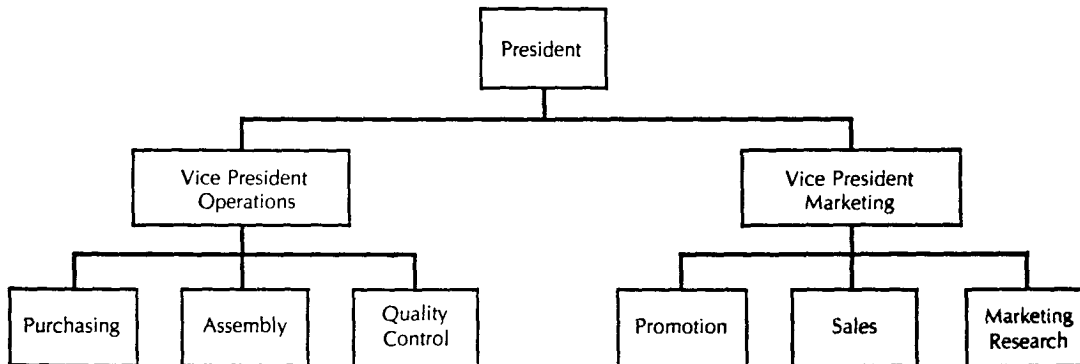 President
Vice President
Operations
Vice President
Marketing
Purchasing
Assembly
Quality
Control
Promotion
Sales
Marketing
Research